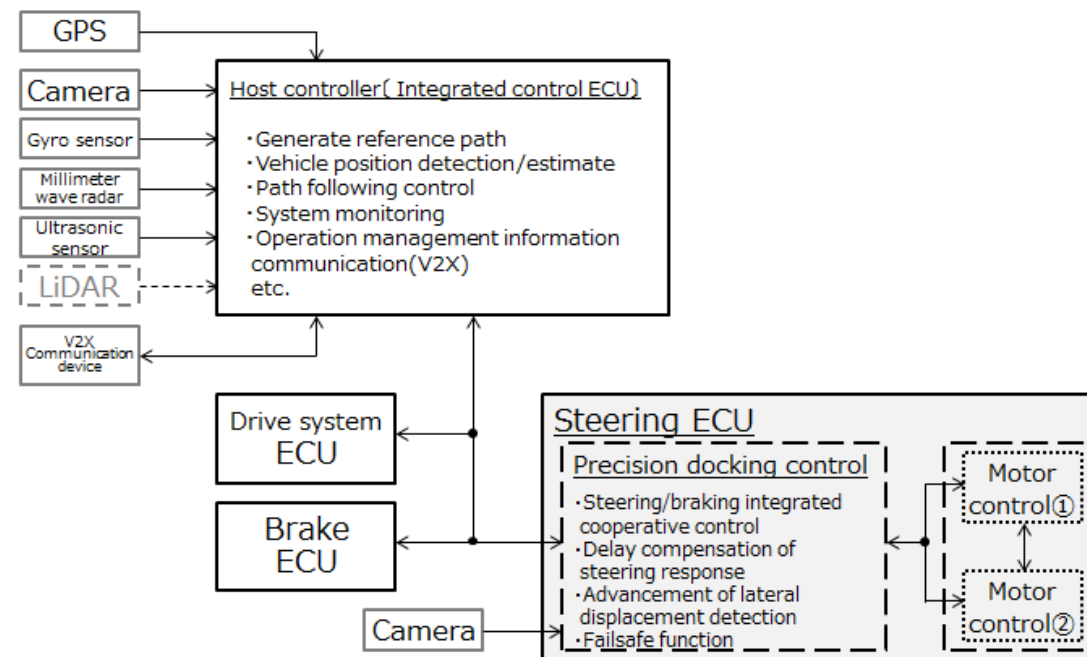 GPS
Camera
Gyro sensor
Millimeter
wave radar
Ultrasonic
sensor
LiDAR
V2X
Communication
device
Host controller( Integrated control ECU)
・Generate reference path
・Vehicle position detection/estimate
・Path following control
・System monitoring
・Operation management information
communication(V2X)
etc.
Drive system
ECU
Brake
ECU
Camera
Steering ECU
Precision docking control
・Steering/braking integrated
cooperative control
・Delay compensation of
steering response
・Advancement of lateral
displacement detection
・Failsafe function
Motor
control①
Motor
control②